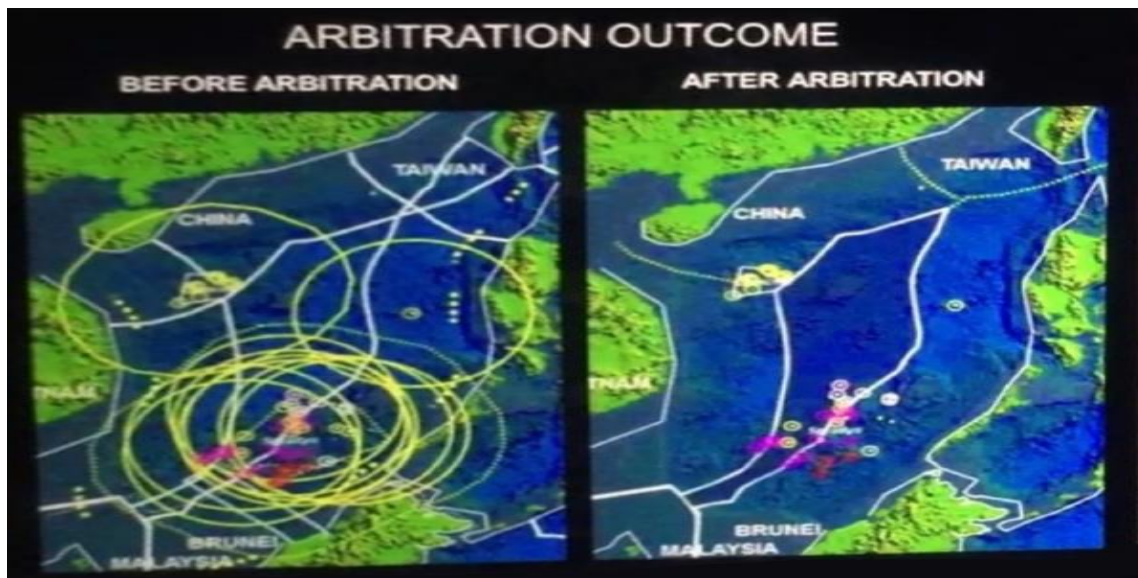 ARBITRATION OUTCOME
BEFORE ARBITRATION
AFTER ARBITRATION
TAIWAN
CHINA
TNAM
BRUNEI
MALAYSIA
TAIWAN
CHINA
TNAM
BRUNEI
MALAYSIA